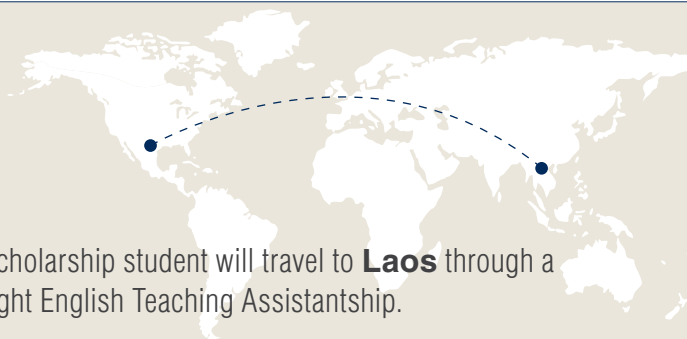 cholarship student will travel to Laos through a
ght English Teaching Assistantship.